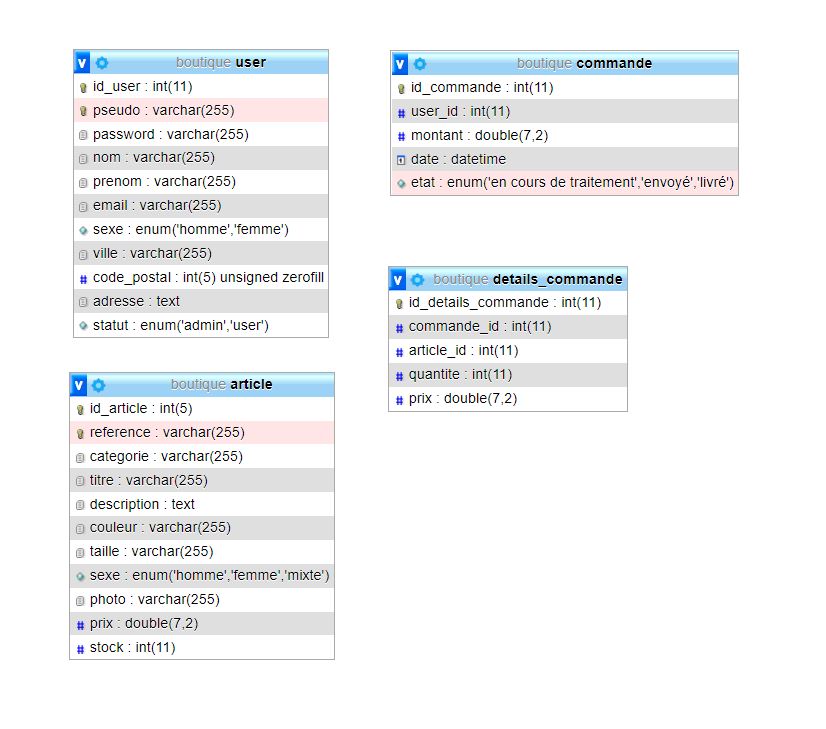 boutique user
id_user : int(11)
pseudo : varchar(255)
password : varchar(255)
nom : varchar(255)
prenom : varchar(255)
email : varchar(255)
sexe : enum('homme','femme')
ville : varchar(255)
code_postal : int(5) unsigned zerofill
adresse : text
statut : enum('admin','user')
boutique commande
id_commande : int(11)
user_id : int(11)
montant : double(7,2)
date : datetime
etat : enum('en cours de traitement','envoyé','livré')
boutique details_commande
id_details_commande : int(11)
commande_id : int(11)
article_id : int(11)
quantite : int(11)
prix : double(7,2)
boutique article
id_article : int(5)
reference : varchar(255)
categorie : varchar(255)
titre : varchar(255)
description : text
couleur : varchar(255)
taille : varchar(255)
sexe : enum('homme','femme','mixte')
photo : varchar(255)
prix : double(7,2)
stock : int(11)